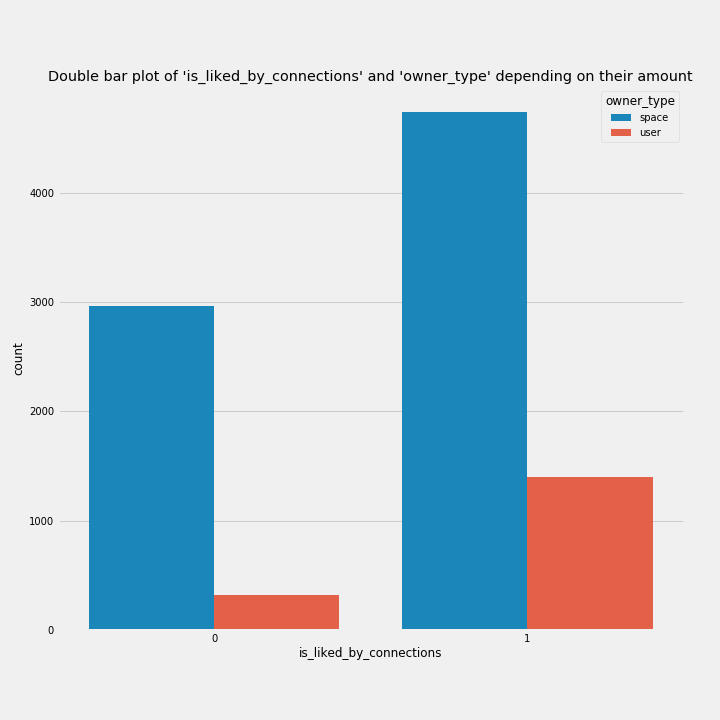 Double bar plot of 'is_liked_by_connections' and 'owner_type' depending on their amount
owner_type
space
user
4000
3000
2000
1000
0
count
0
1
is_liked_by_connections